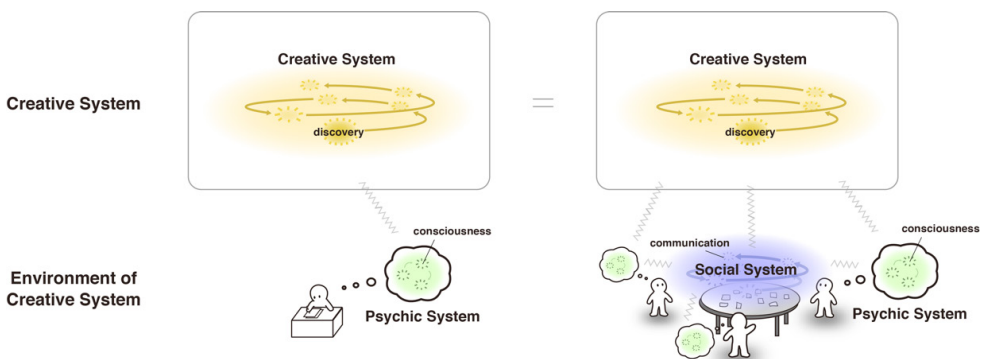 Creative System
Creative System
discovery
=
Creative System
discovery
Environment of
Creative System
consciousness
Psychic System
communication
Social System
consciousness
Psychic System